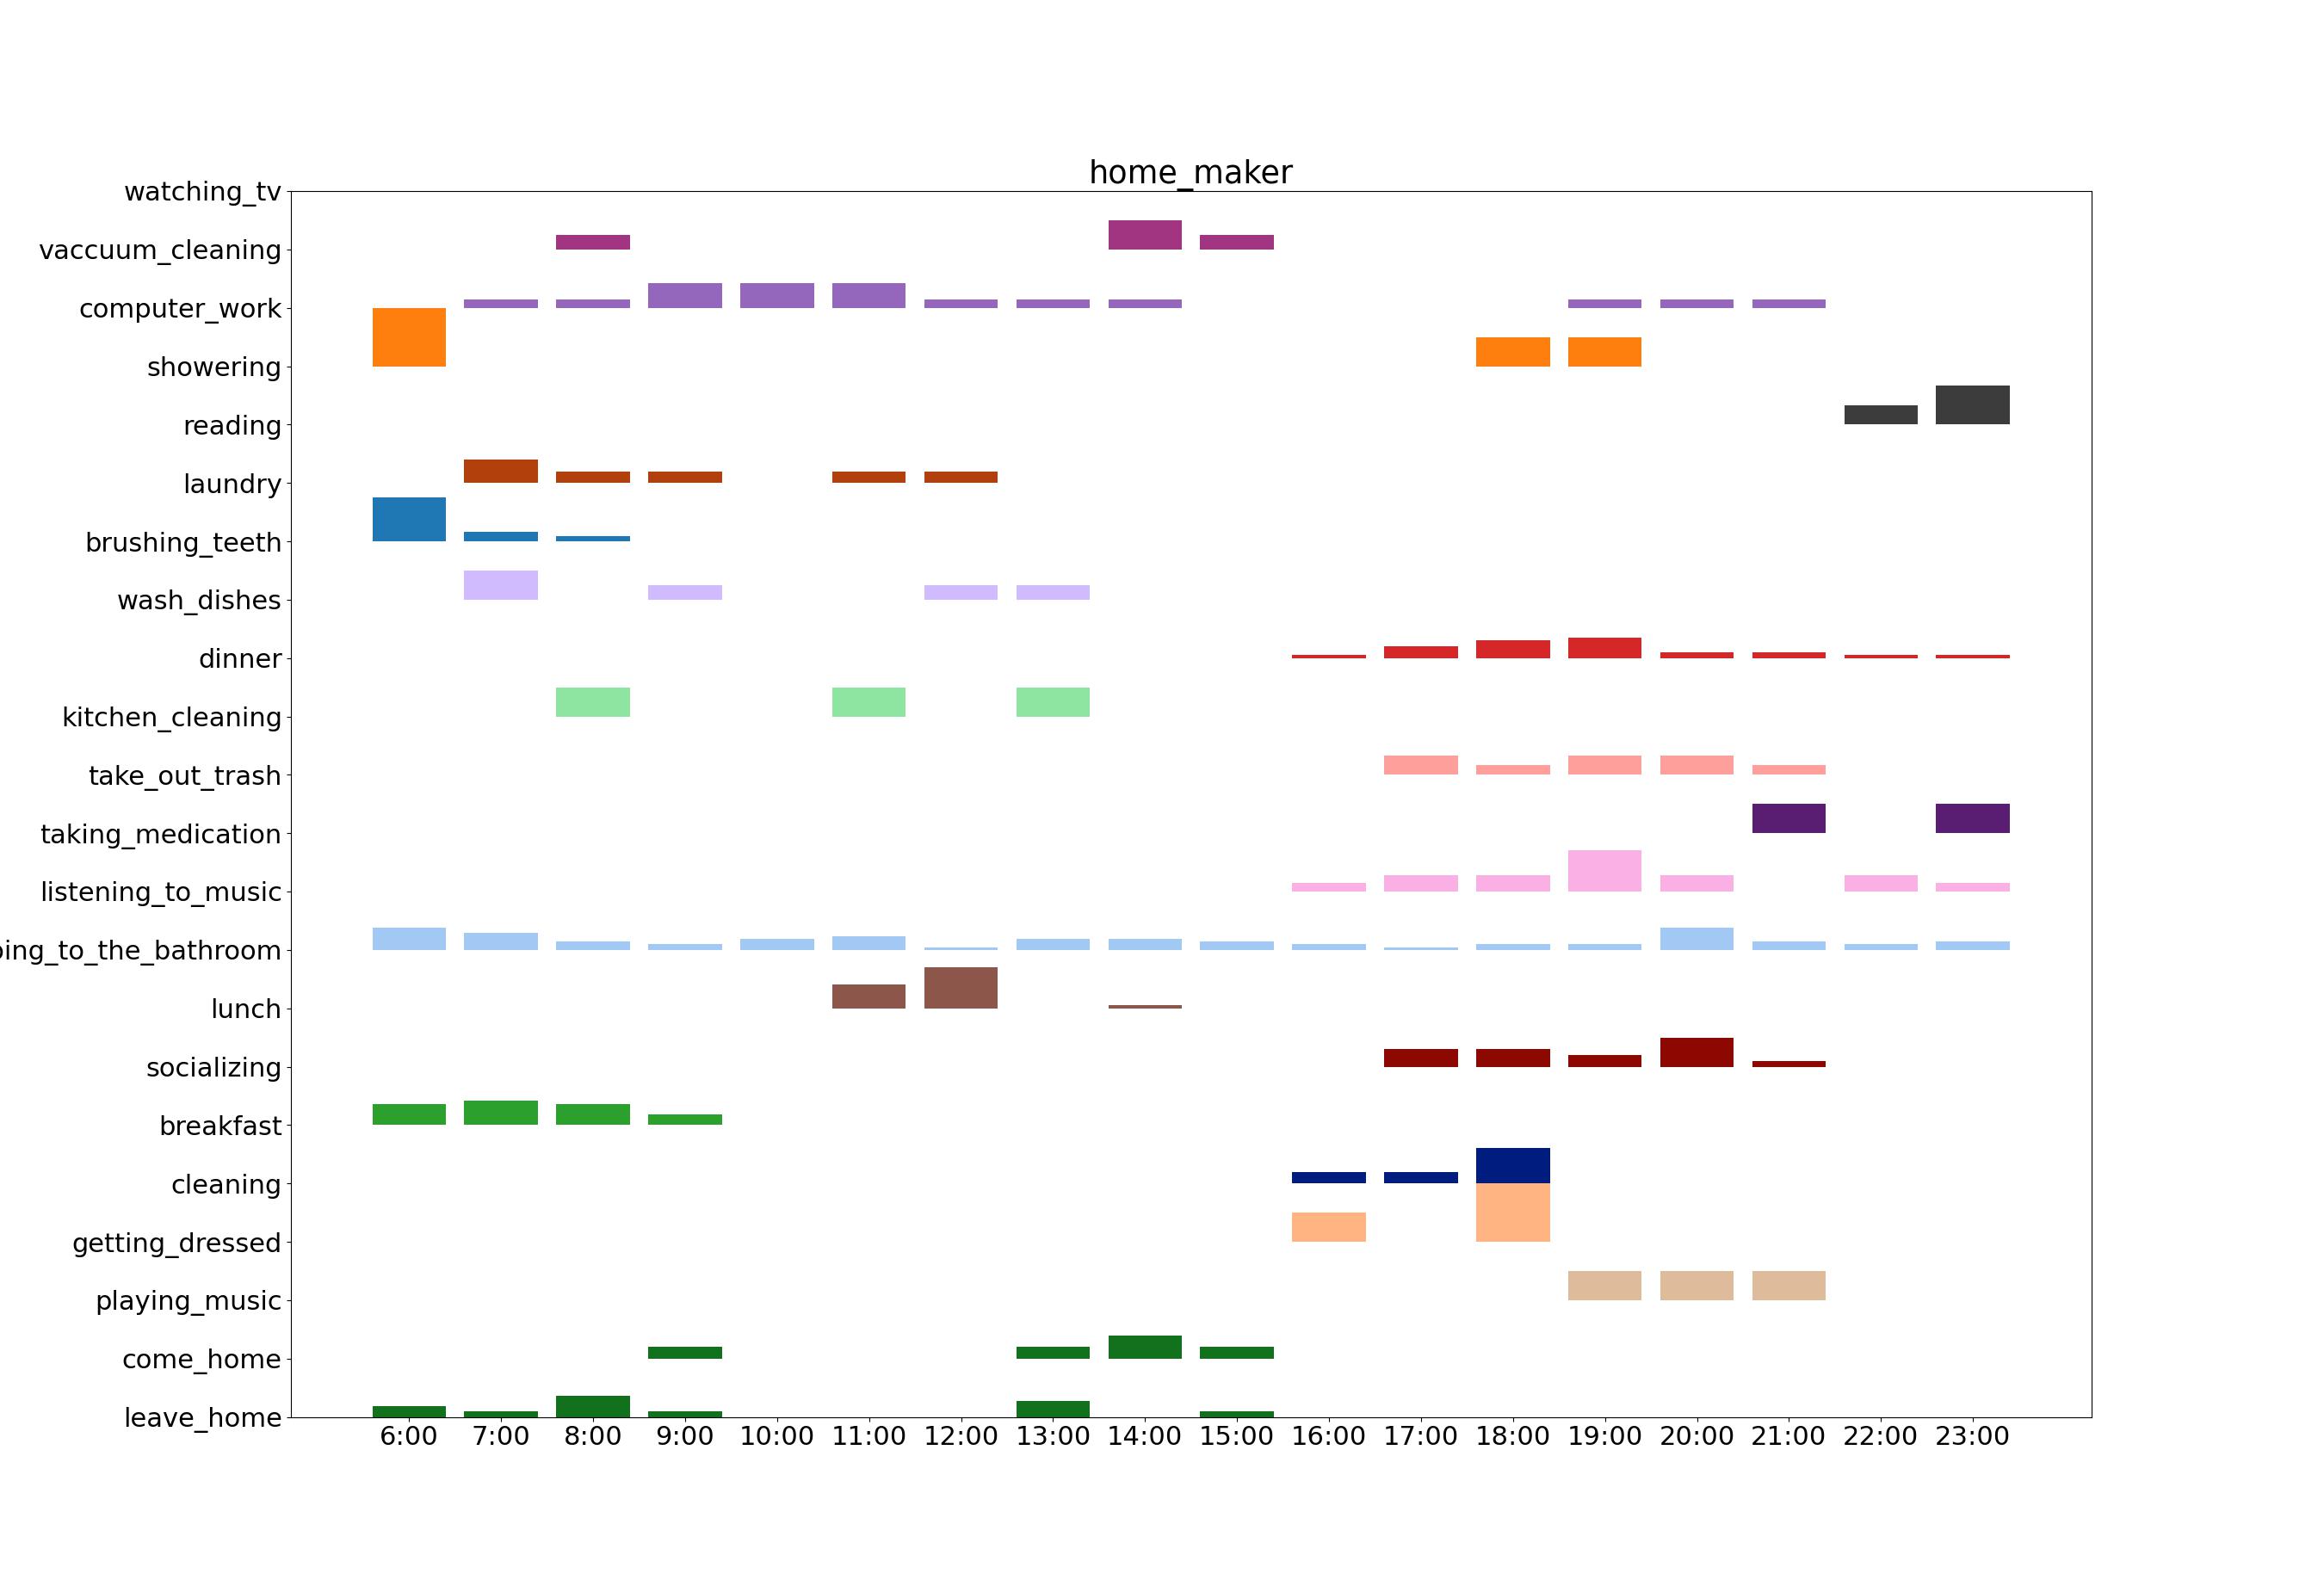 home_maker
watching_tv
vaccuum_cleaning
computer_work
showering
reading
laundry
brushing_teeth
wash_dishes
dinner
kitchen_cleaning
take_out_trash
taking_medication
listening_to_music
oing_to_the_bathroom
lunch
socializing
breakfast
cleaning
getting_dressed
playing_music
come_home
leave_home
6:00 7:00 8:00 9:00 10:00 11:00 12:00 13:00 14:00 15:00 16:00 17:00 18:00 19:00 20:00 21:00 22:00 23:00